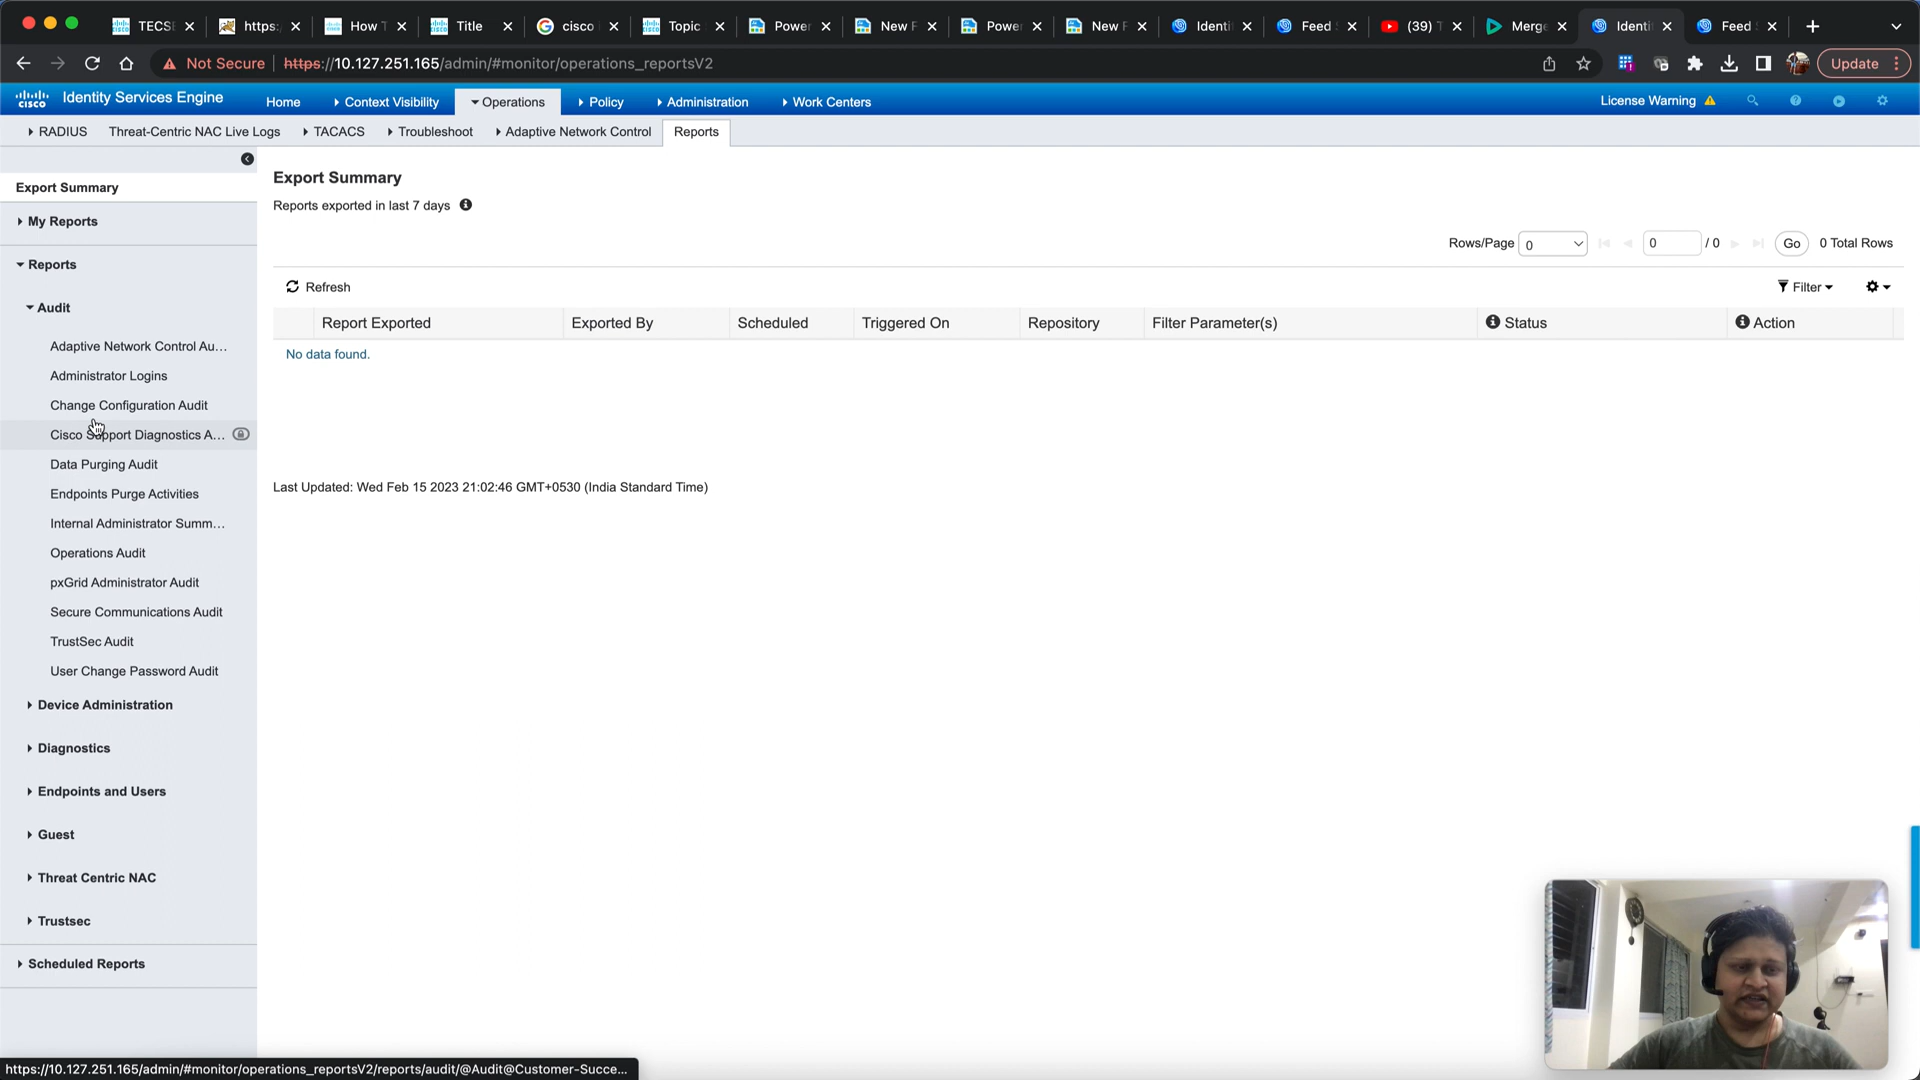 TECSE
https:
How T
Title
cisco
Topic
Power
New F
Power
New F
Identi
Feed
(39) T
Merge
Identi
Feed
Not Secure
https://10.127.251.165/admin/#monitor/operations_reportsV2
Update
cisco
Identity Services Engine
Home
Context Visibility
Operations
Policy
Administration
Work Centers
License Warning
RADIUS
Threat-Centric NAC Live Logs
TACACS
Troubleshoot
Adaptive Network Control
Reports
Export Summary
My Reports
Reports
Audit
Adaptive Network Control Au...
Administrator Logins
Change Configuration Audit
Cisco Support Diagnostics A...
Data Purging Audit
Endpoints Purge Activities
Internal Administrator Summ...
Operations Audit
pxGrid Administrator Audit
Secure Communications Audit
TrustSec Audit
User Change Password Audit
Device Administration
Diagnostics
Endpoints and Users
Guest
Threat Centric NAC
Trustsec
Scheduled Reports
Export Summary
Reports exported in last 7 days
Rows/Page 0 0 / 0 Go 0 Total Rows
Refresh
Filter
Report Exported
Exported By
Scheduled
Triggered On
Repository
Filter Parameter(s)
Status
Action
No data found.
Last Updated: Wed Feb 15 2023 21:02:46 GMT+0530 (India Standard Time)
https://10.127.251.165/admin/#monitor/operations_reportsV2/reports/audit/@Audit@Customer-Succe...